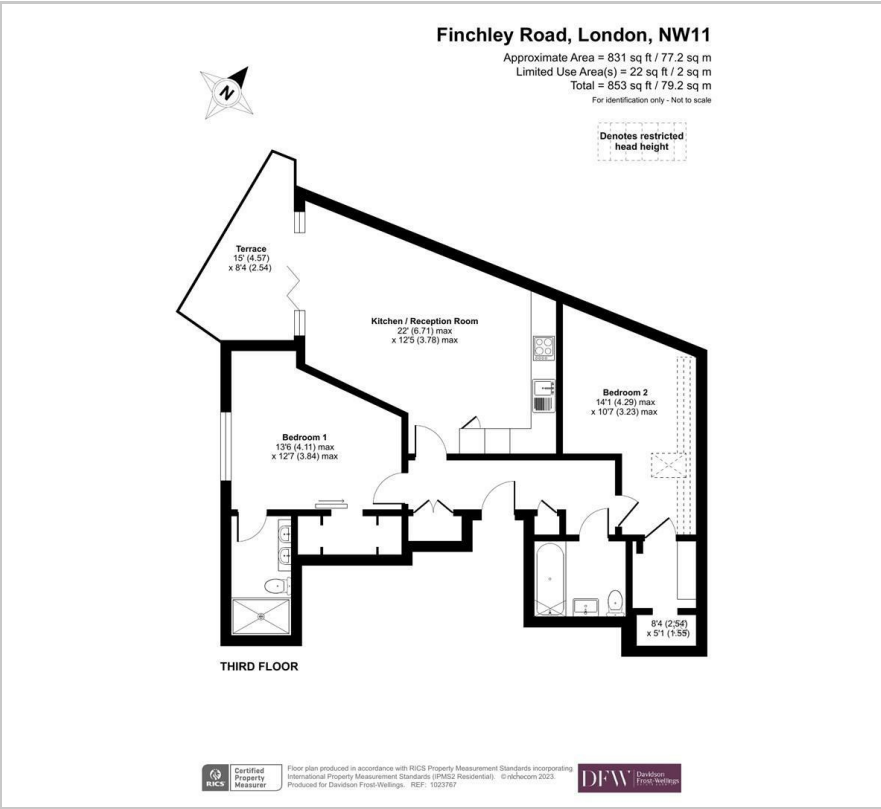 Finchley Road, London, NW11
Approximate Area = 831 sq ft / 77.2 sq m
Limited Use Area(s) = 22 sq ft / 2 sq m
Total = 853 sq ft / 79.2 sq m
For identification only - Not to scale
N
Denotes restricted
head height
Terrace
15' (4.57)
x 8'4 (2.54)
Kitchen / Reception Room
22' (6.71) max
x 12'5 (3.78) max
Bedroom 2
14'1 (4.29) max
x 10'7 (3.23) max
Bedroom 1
13'6 (4.11) max
x 12'7 (3.84) max
8'4 (2.54)
x 5'1 (1.55)
THIRD FLOOR
RICS
Certified
Property
Measurer
Floor plan produced in accordance with RICS Property Measurement Standards incorporating
International Property Measurement Standards (IPMS2 Residential). © nichecom 2023.
Produced for Davidson Frost-Wellings. REF: 1023767
DFW
Davidson
Frost-Wellings